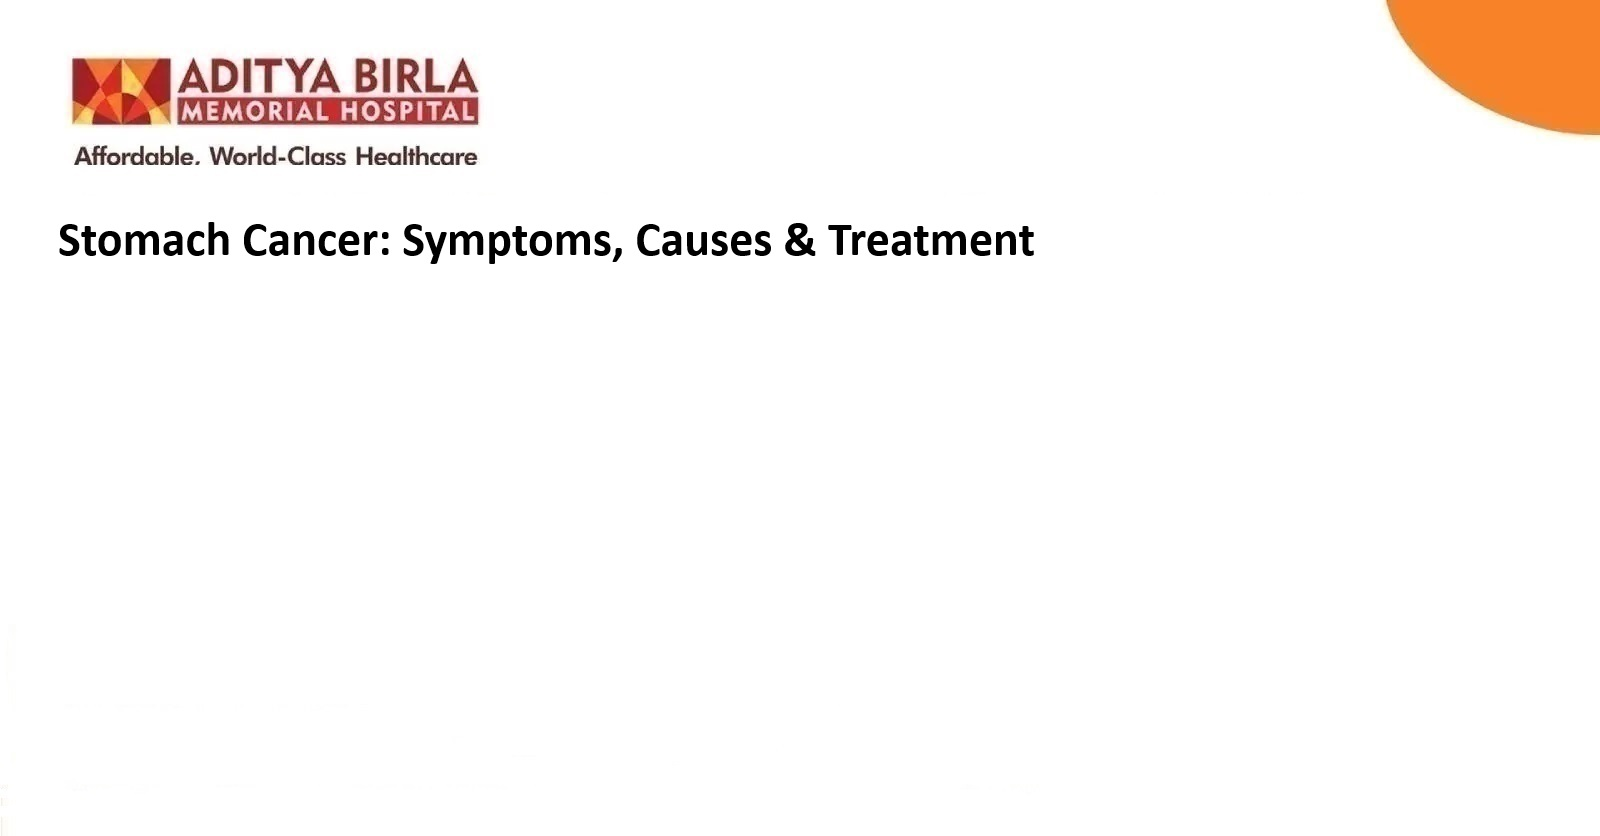 ADITYA BIRLA
MEMORIAL HOSPITAL
Affordable. World-Class Healthcare
Stomach Cancer: Symptoms, Causes & Treatment